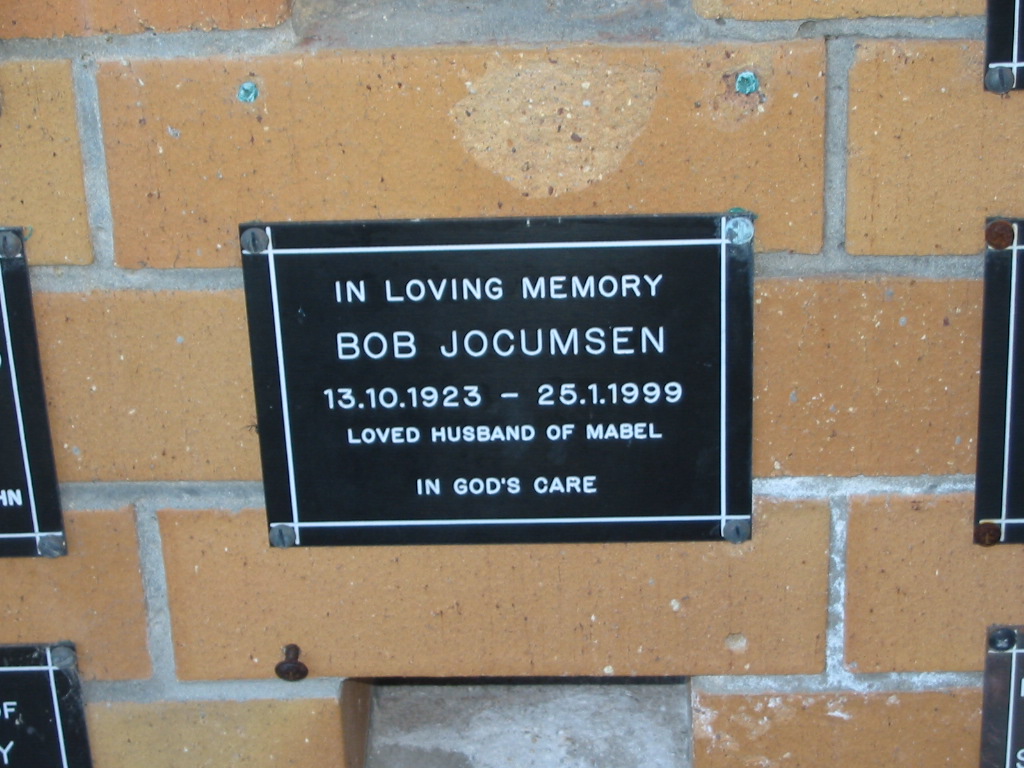 IN LOVING MEMORY
BOB JOCUMSEN
13.10.1923 – 25.1.1999
LOVED HUSBAND OF MABEL
IN GOD'S CARE